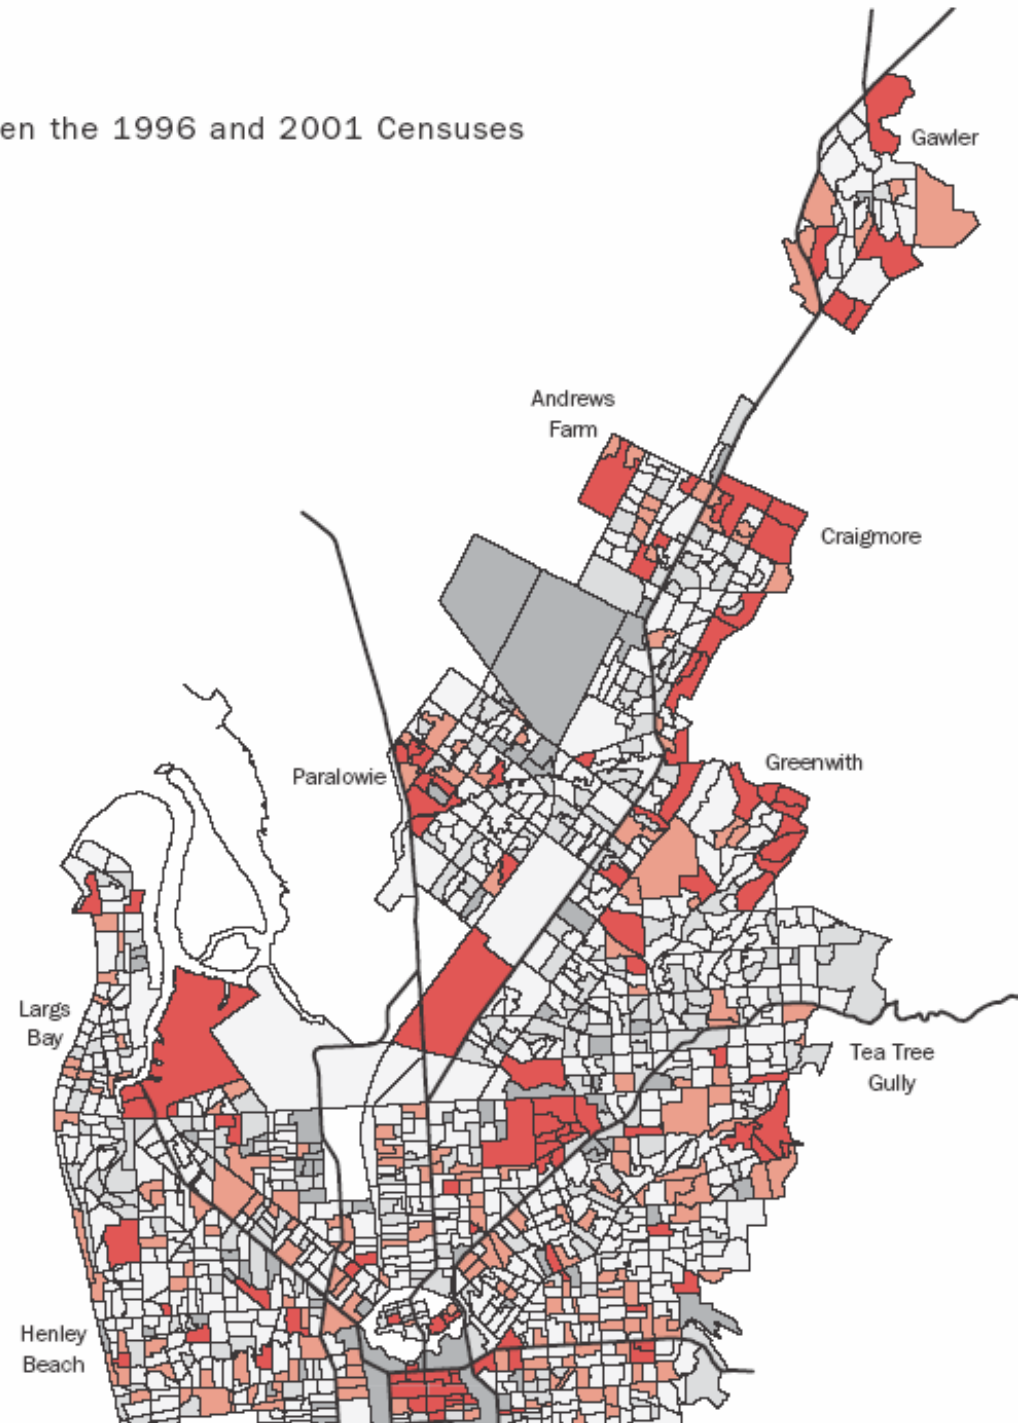 en the 1996 and 2001 Censuses
Gawler
Andrews
Farm
Craigmore
Greenwith
Paralowie
Largs
Bay
Tea Tree
Gully
Henley
Beach